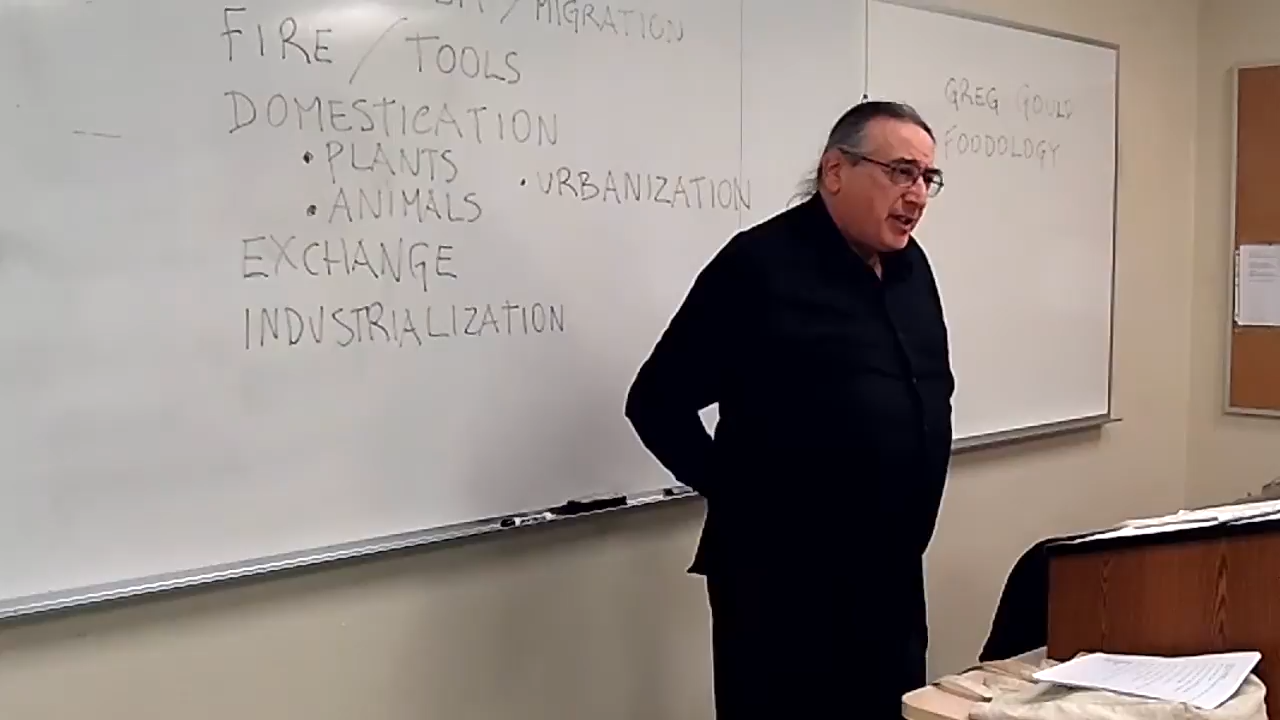 / MIGRATION
FIRE / TOOLS
DOMESTICATION
• PLANTS
• ANIMALS
• URBANIZATION
EXCHANGE
INDUSTRIALIZATION
GREG GOULD
FOODOLOGY